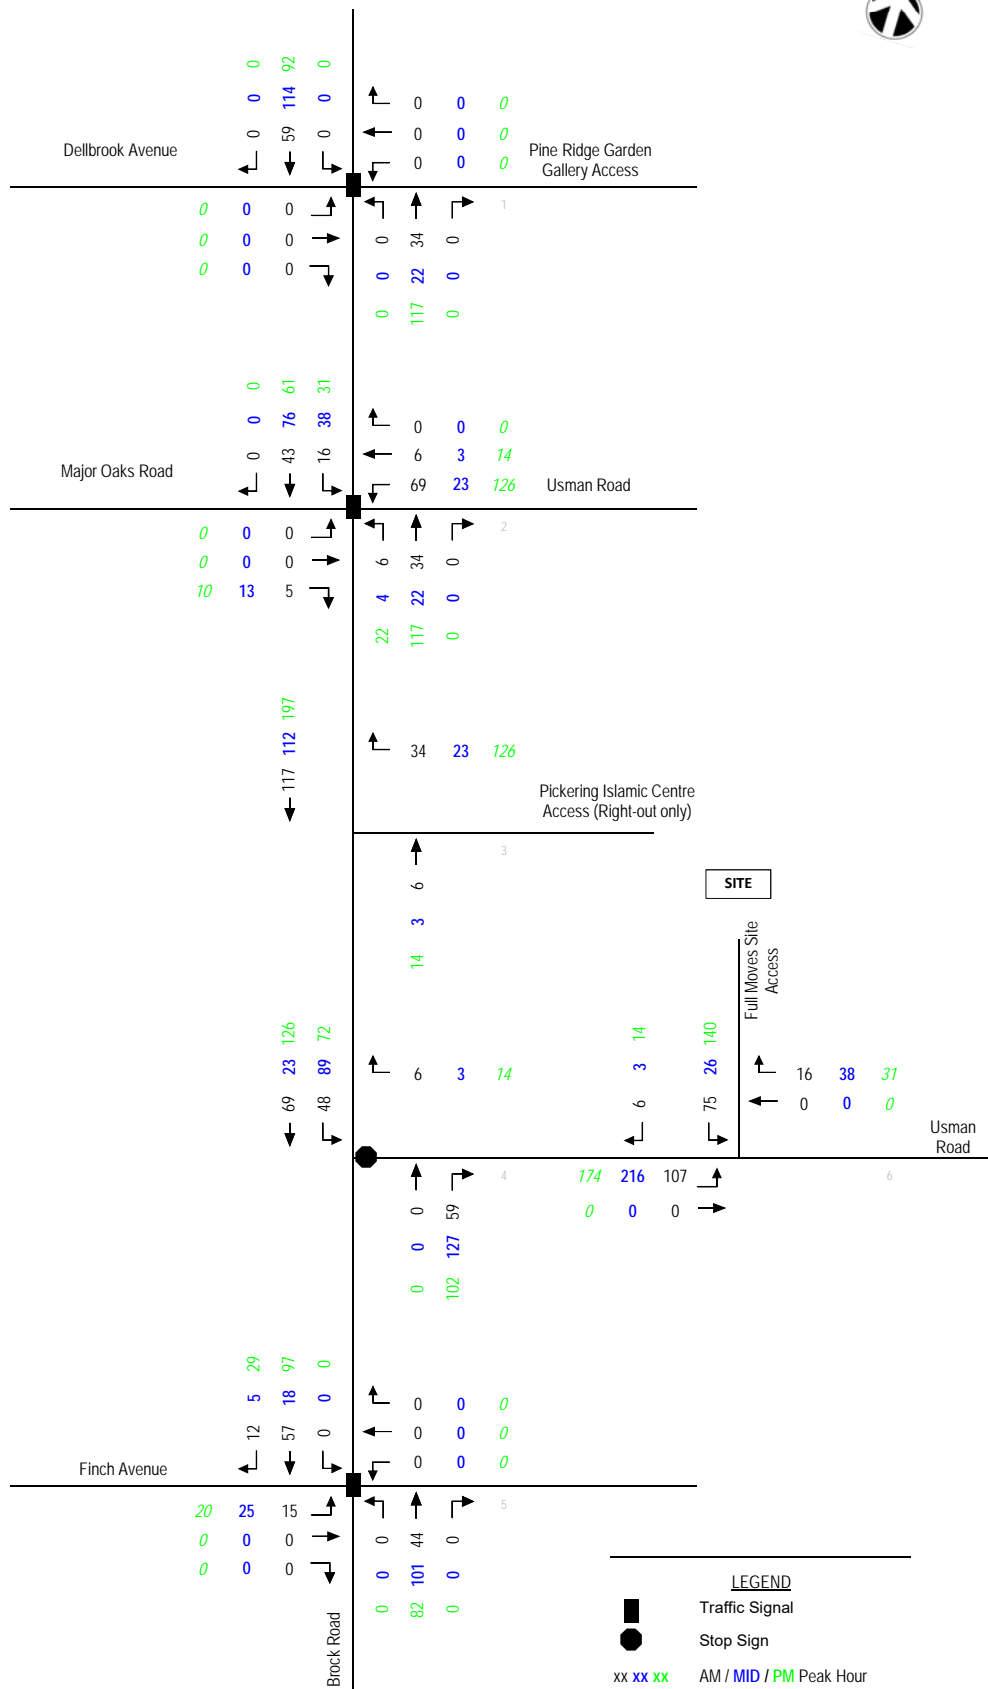 0 92 0
0 114 0
0 59 0
0 0 0
0 0 0
0 0 0
Dellbrook Avenue
Pine Ridge Garden
Gallery Access
0 0 0
0 0 0
0 0 0
1
0 34 0
0 22 0
0 117 0
0 61 31
0 76 38
0 43 16
0 0 0
6 3 14
69 23 126
Major Oaks Road
Usman Road
0 0 0
0 0 0
10 13 5
2
6 34 0
4 22 0
22 117 0
117 112 197
34 23 126
Pickering Islamic Centre
Access (Right-out only)
3
6
3
14
SITE
Full Moves Site
Access
126 72
23 89
69 48
6 3 14
14 140
3 26
6 75
16 38 31
0 0 0
Usman
Road
4
174 216 107
0 0 0
6
0 59
0 127
0 102
29 97 0
5 18 0
12 57 0
0 0 0
0 0 0
0 0 0
Finch Avenue
20 25 15
0 0 0
0 0 0
5
0 44 0
0 101 0
0 82 0
Brock Road
LEGEND
Traffic Signal
Stop Sign
xx xx xx AM / MID / PM Peak Hour